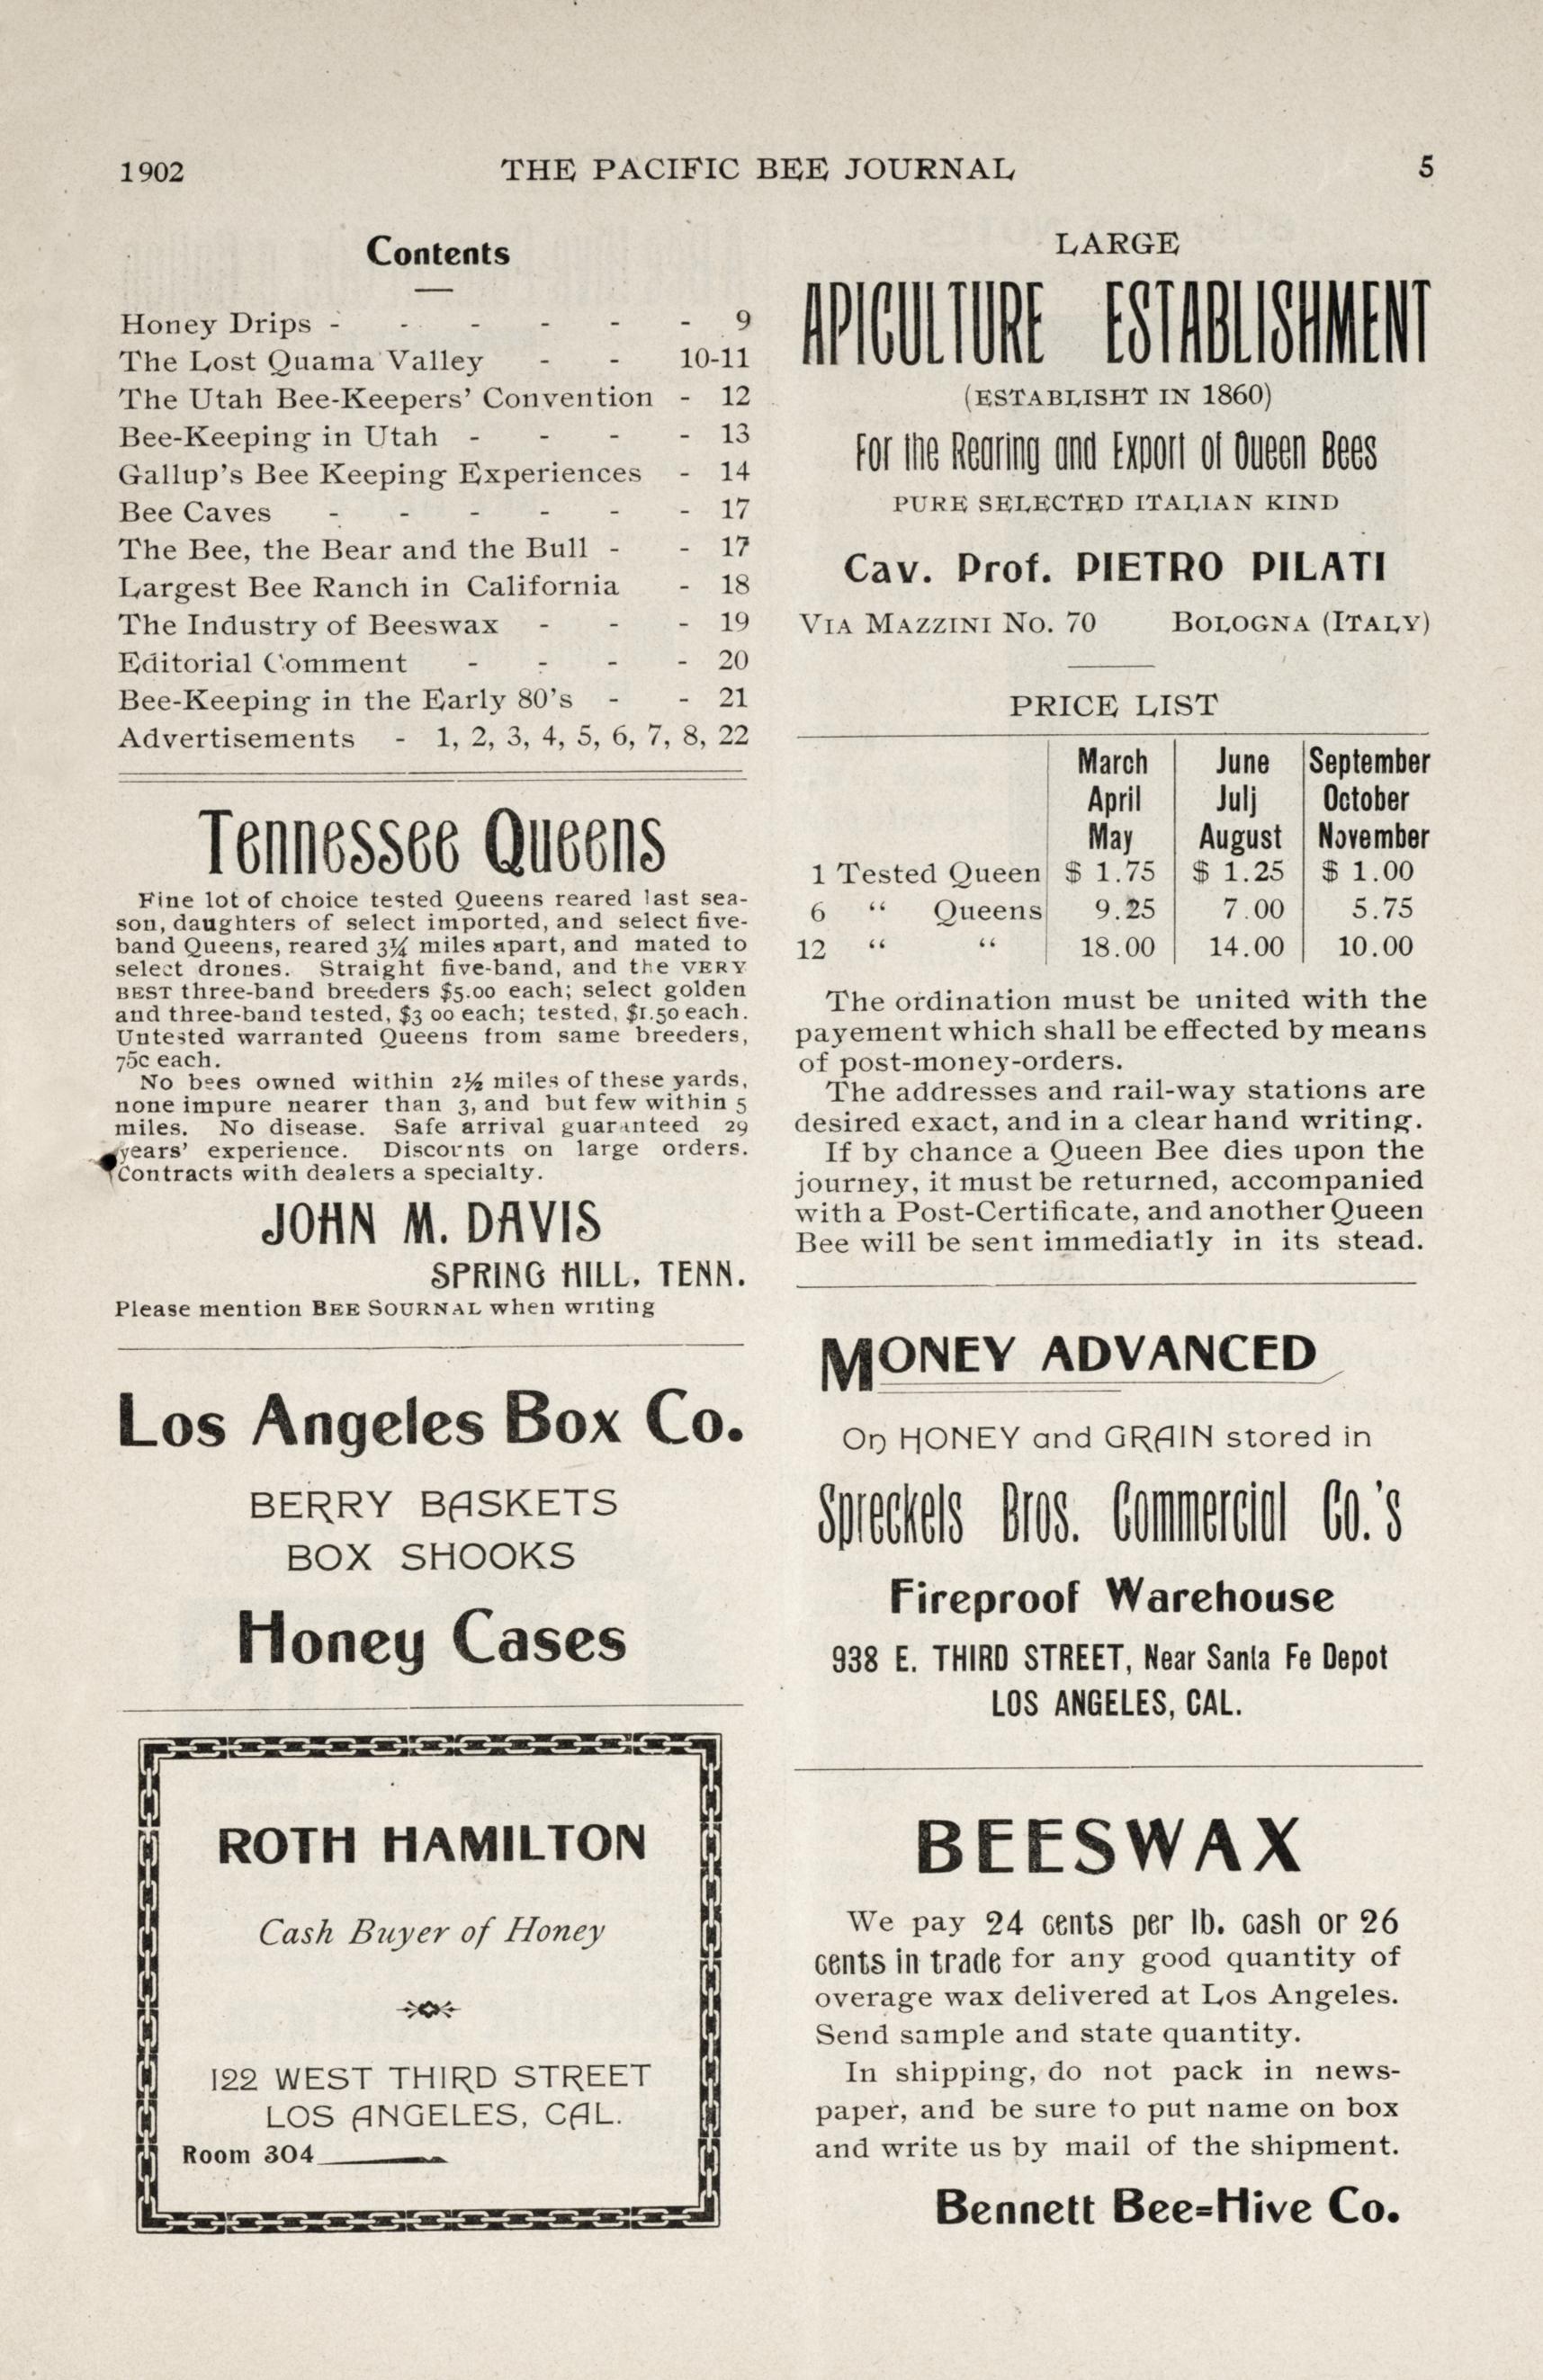 1902
THE PACIFIC BEE JOURNAL
5
Contents
Honey Drips - - - - - - 9
The Lost Quama Valley - - 10-11
The Utah Bee-Keepers' Convention - 12
Bee-Keeping in Utah - - - - 13
Gallup's Bee Keeping Experiences - 14
Bee Caves - - - - - - 17
The Bee, the Bear and the Bull - - 17
Largest Bee Ranch in California - 18
The Industry of Beeswax - - - 19
Editorial Comment - - - - 20
Bee-Keeping in the Early 80's - - 21
Advertisements - 1, 2, 3, 4, 5, 6, 7, 8, 22
Tennessee Queens
Fine lot of choice tested Queens reared last sea-
son, daughters of select imported, and select five-
band Queens, reared 3¼ miles apart, and mated to
select drones. Straight five-band, and the VERY
BEST three-band breeders $5.00 each; select golden
and three-band tested, $3 00 each; tested, $1.50 each.
Untested warranted Queens from same breeders,
75c each.
No bees owned within 2½ miles of these yards,
none impure nearer than 3, and but few within 5
miles. No disease. Safe arrival guaranteed 29
years' experience. Discornts on large orders.
Contracts with dealers a specialty.
JOHN M. DAVIS
SPRING HILL, TENN.
Please mention BEE SOURNAL when writing
Los Angeles Box Co.
BERRY BASKETS
BOX SHOOKS
Honey Cases
ROTH HAMILTON
Cash Buyer of Honey
122 WEST THIRD STREET
LOS ANGELES, CAL.
Room 304
LARGE
APICULTURE ESTABLISHMENT
(ESTABLISHT IN 1860)
For the Rearing and Export of Queen Bees
PURE SELECTED ITALIAN KIND
Cav. Prof. PIETRO PILATI
VIA MAZZINI NO. 70 BOLOGNA (ITALY)
PRICE LIST
March June September
April Julj October
May August November
1 Tested Queen $ 1.75 $ 1.25 $ 1.00
6 " Queens 9.25 7.00 5.75
12 " " 18.00 14.00 10.00
The ordination must be united with the
payement which shall be effected by means
of post-money-orders.
The addresses and rail-way stations are
desired exact, and in a clear hand writing.
If by chance a Queen Bee dies upon the
journey, it must be returned, accompanied
with a Post-Certificate, and another Queen
Bee will be sent immediatly in its stead.
MONEY ADVANCED
On HONEY and GRAIN stored in
Spreckels Bros. Commercial Co.'s
Fireproof Warehouse
938 E. THIRD STREET, Near Santa Fe Depot
LOS ANGELES, CAL.
BEESWAX
We pay 24 cents per lb. cash or 26
cents in trade for any good quantity of
overage wax delivered at Los Angeles.
Send sample and state quantity.
In shipping, do not pack in news-
paper, and be sure to put name on box
and write us by mail of the shipment.
Bennett Bee=Hive Co.